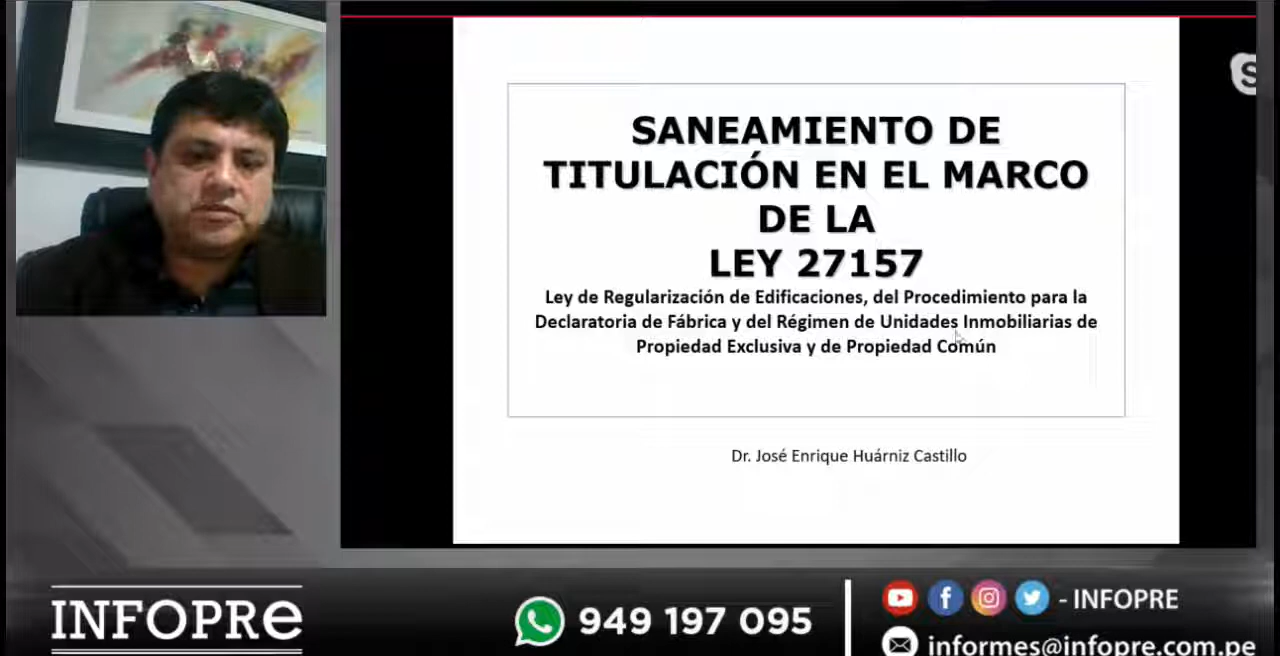 SANEAMIENTO DE
TITULACIÓN EN EL MARCO
DE LA
LEY 27157
Ley de Regularización de Edificaciones, del Procedimiento para la
Declaratoria de Fábrica y del Régimen de Unidades Inmobiliarias de
Propiedad Exclusiva y de Propiedad Común
Dr. José Enrique Huárniz Castillo
S
INFOPRe
949 197 095
- INFOPRE
informes@infopre.com.pe